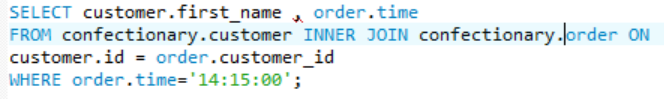 SELECT customer.first_name , order.time
FROM confectionary.customer INNER JOIN confectionary.order ON
customer.id = order.customer_id
WHERE order.time='14:15:00';